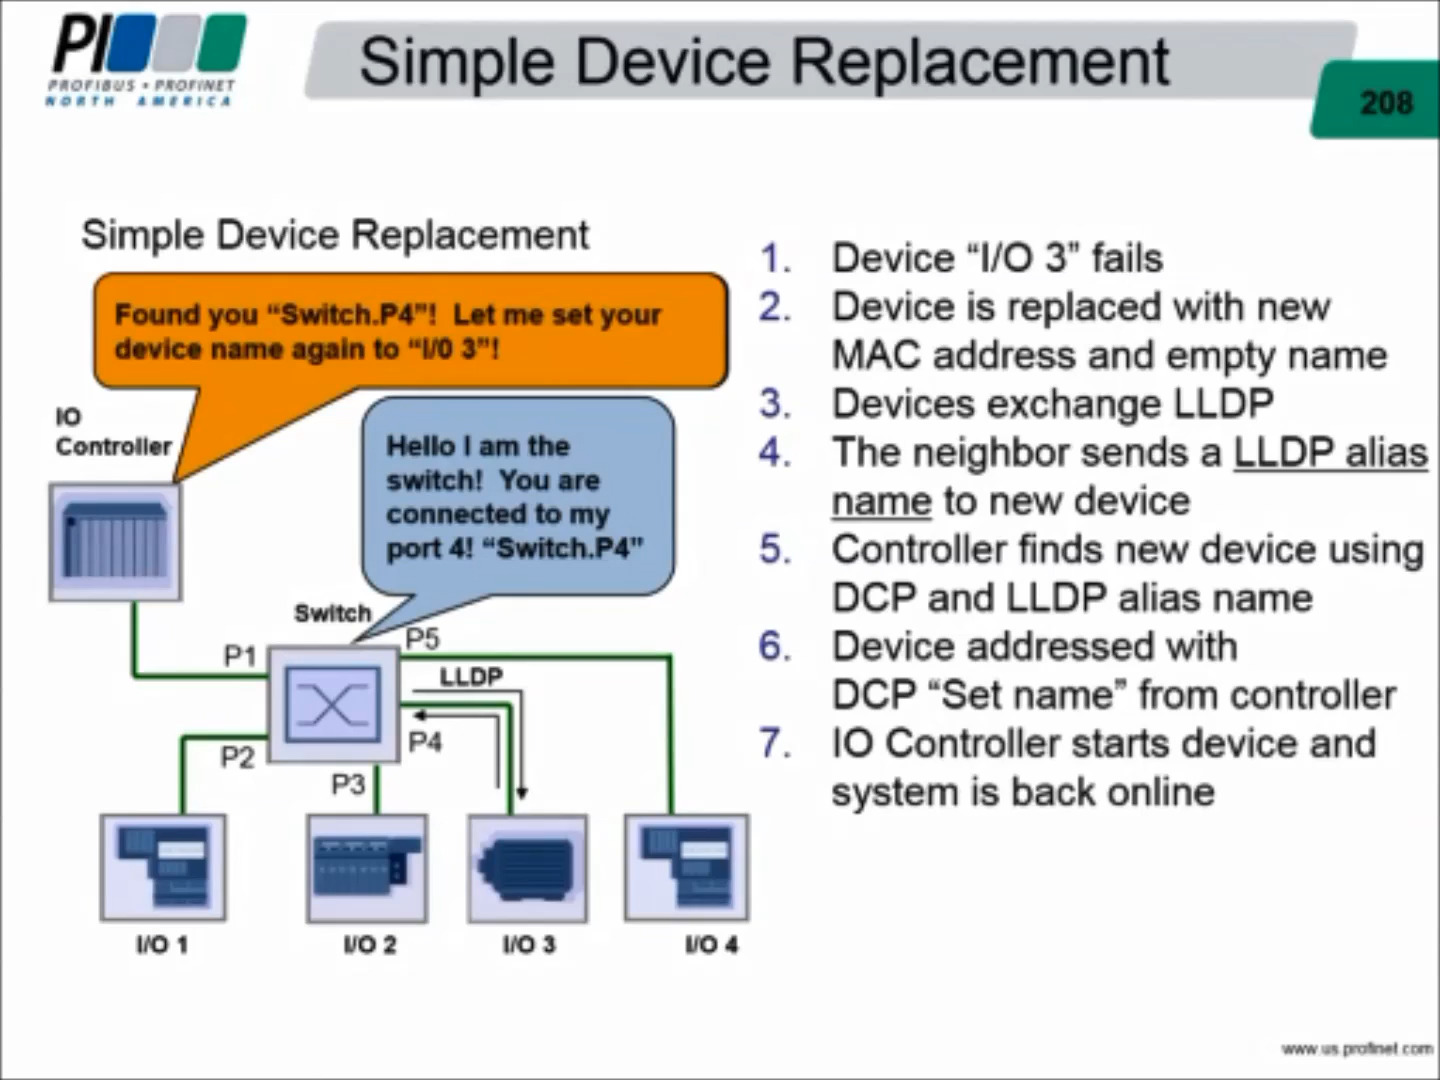 PI
PROFIBUS • PROFINET
NORTH AMERICA
Simple Device Replacement
208
Simple Device Replacement
Found you “Switch.P4”! Let me set your
device name again to “I/0 3”!
IO
Controller
Hello I am the
switch! You are
connected to my
port 4! “Switch.P4”
Switch
P5
P1
LLDP
P4
P2
P3
I/O 1
I/O 2
I/O 3
I/O 4
1. Device “I/O 3” fails
2. Device is replaced with new
MAC address and empty name
3. Devices exchange LLDP
4. The neighbor sends a LLDP alias
name to new device
5. Controller finds new device using
DCP and LLDP alias name
6. Device addressed with
DCP “Set name” from controller
7. IO Controller starts device and
system is back online
www.us.profinet.com